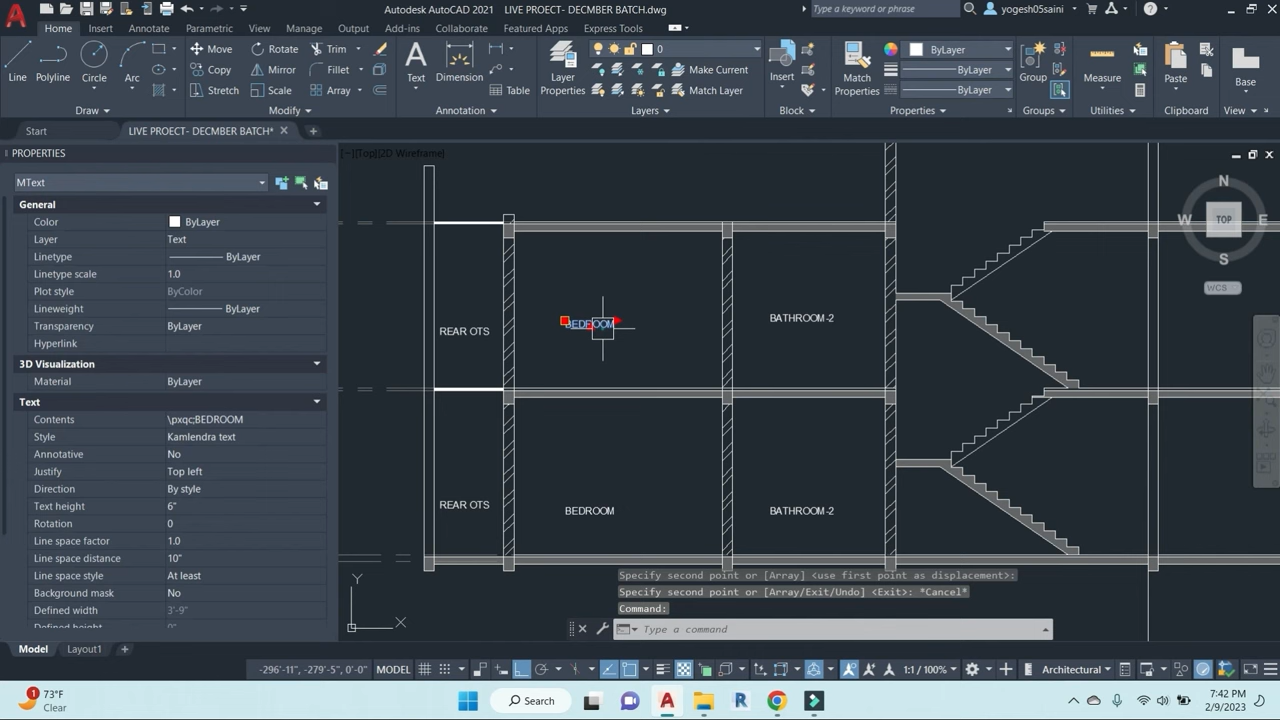 Autodesk AutoCAD 2021 LIVE PROECT- DECMBER BATCH.dwg
Type a keyword or phrase
yogesh05saini
Home Insert Annotate Parametric View Manage Output Add-ins Collaborate Featured Apps Express Tools
Line Polyline Circle Arc
Move Rotate Trim
Copy Mirror Fillet
Stretch Scale Array
Text Dimension Table
Layer Properties
0
Make Current
Match Layer
Insert
Match Properties
ByLayer
ByLayer
ByLayer
Group
Measure
Paste
Base
Draw Modify Annotation Layers Block Properties Groups Utilities Clipboard View
Start LIVE PROECT- DECMBER BATCH*
PROPERTIES
[−][Top][2D Wireframe]
MText
General
Color ByLayer
Layer Text
Linetype ByLayer
Linetype scale 1.0
Plot style ByColor
Lineweight ByLayer
Transparency ByLayer
Hyperlink
3D Visualization
Material ByLayer
Text
Contents \pxqc;BEDROOM
Style Kamlendra text
Annotative No
Justify Top left
Direction By style
Text height 6"
Rotation 0
Line space factor 1.0
Line space distance 10"
Line space style At least
Background mask No
Defined width 3'-9"
Defined height 0"
N
W TOP E
S
WCS
REAR OTS BEDROOM BATHROOM-2
REAR OTS BEDROOM BATHROOM-2
Y
X
Specify second point or [Array] <use first point as displacement>:
Specify second point or [Array/Exit/Undo] <Exit>: *Cancel*
Command:
Type a command
Model Layout1
-296'-11", -279'-5", 0'-0" MODEL 1:1 / 100% Architectural
1
73°F
Clear
Search
7:42 PM
2/9/2023